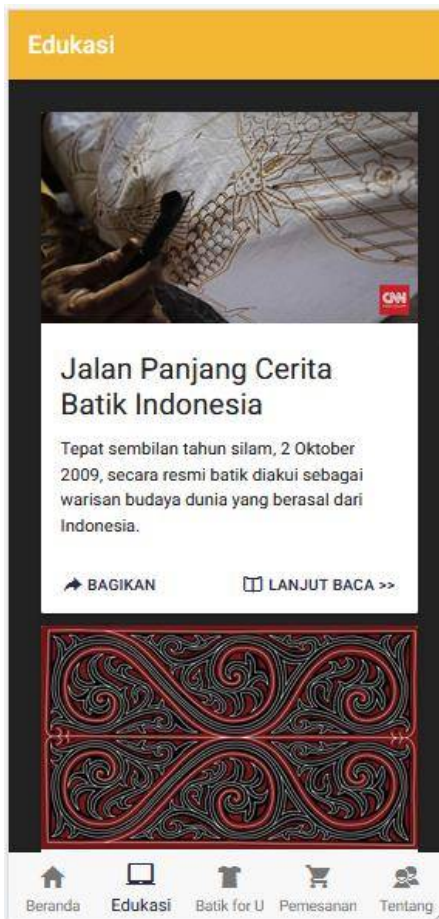 Edukasi
CNN
Jalan Panjang Cerita
Batik Indonesia
Tepat sembilan tahun silam, 2 Oktober
2009, secara resmi batik diakui sebagai
warisan budaya dunia yang berasal dari
Indonesia.
BAGIKAN LANJUT BACA >>
Beranda Edukasi Batik for U Pemesanan Tentang